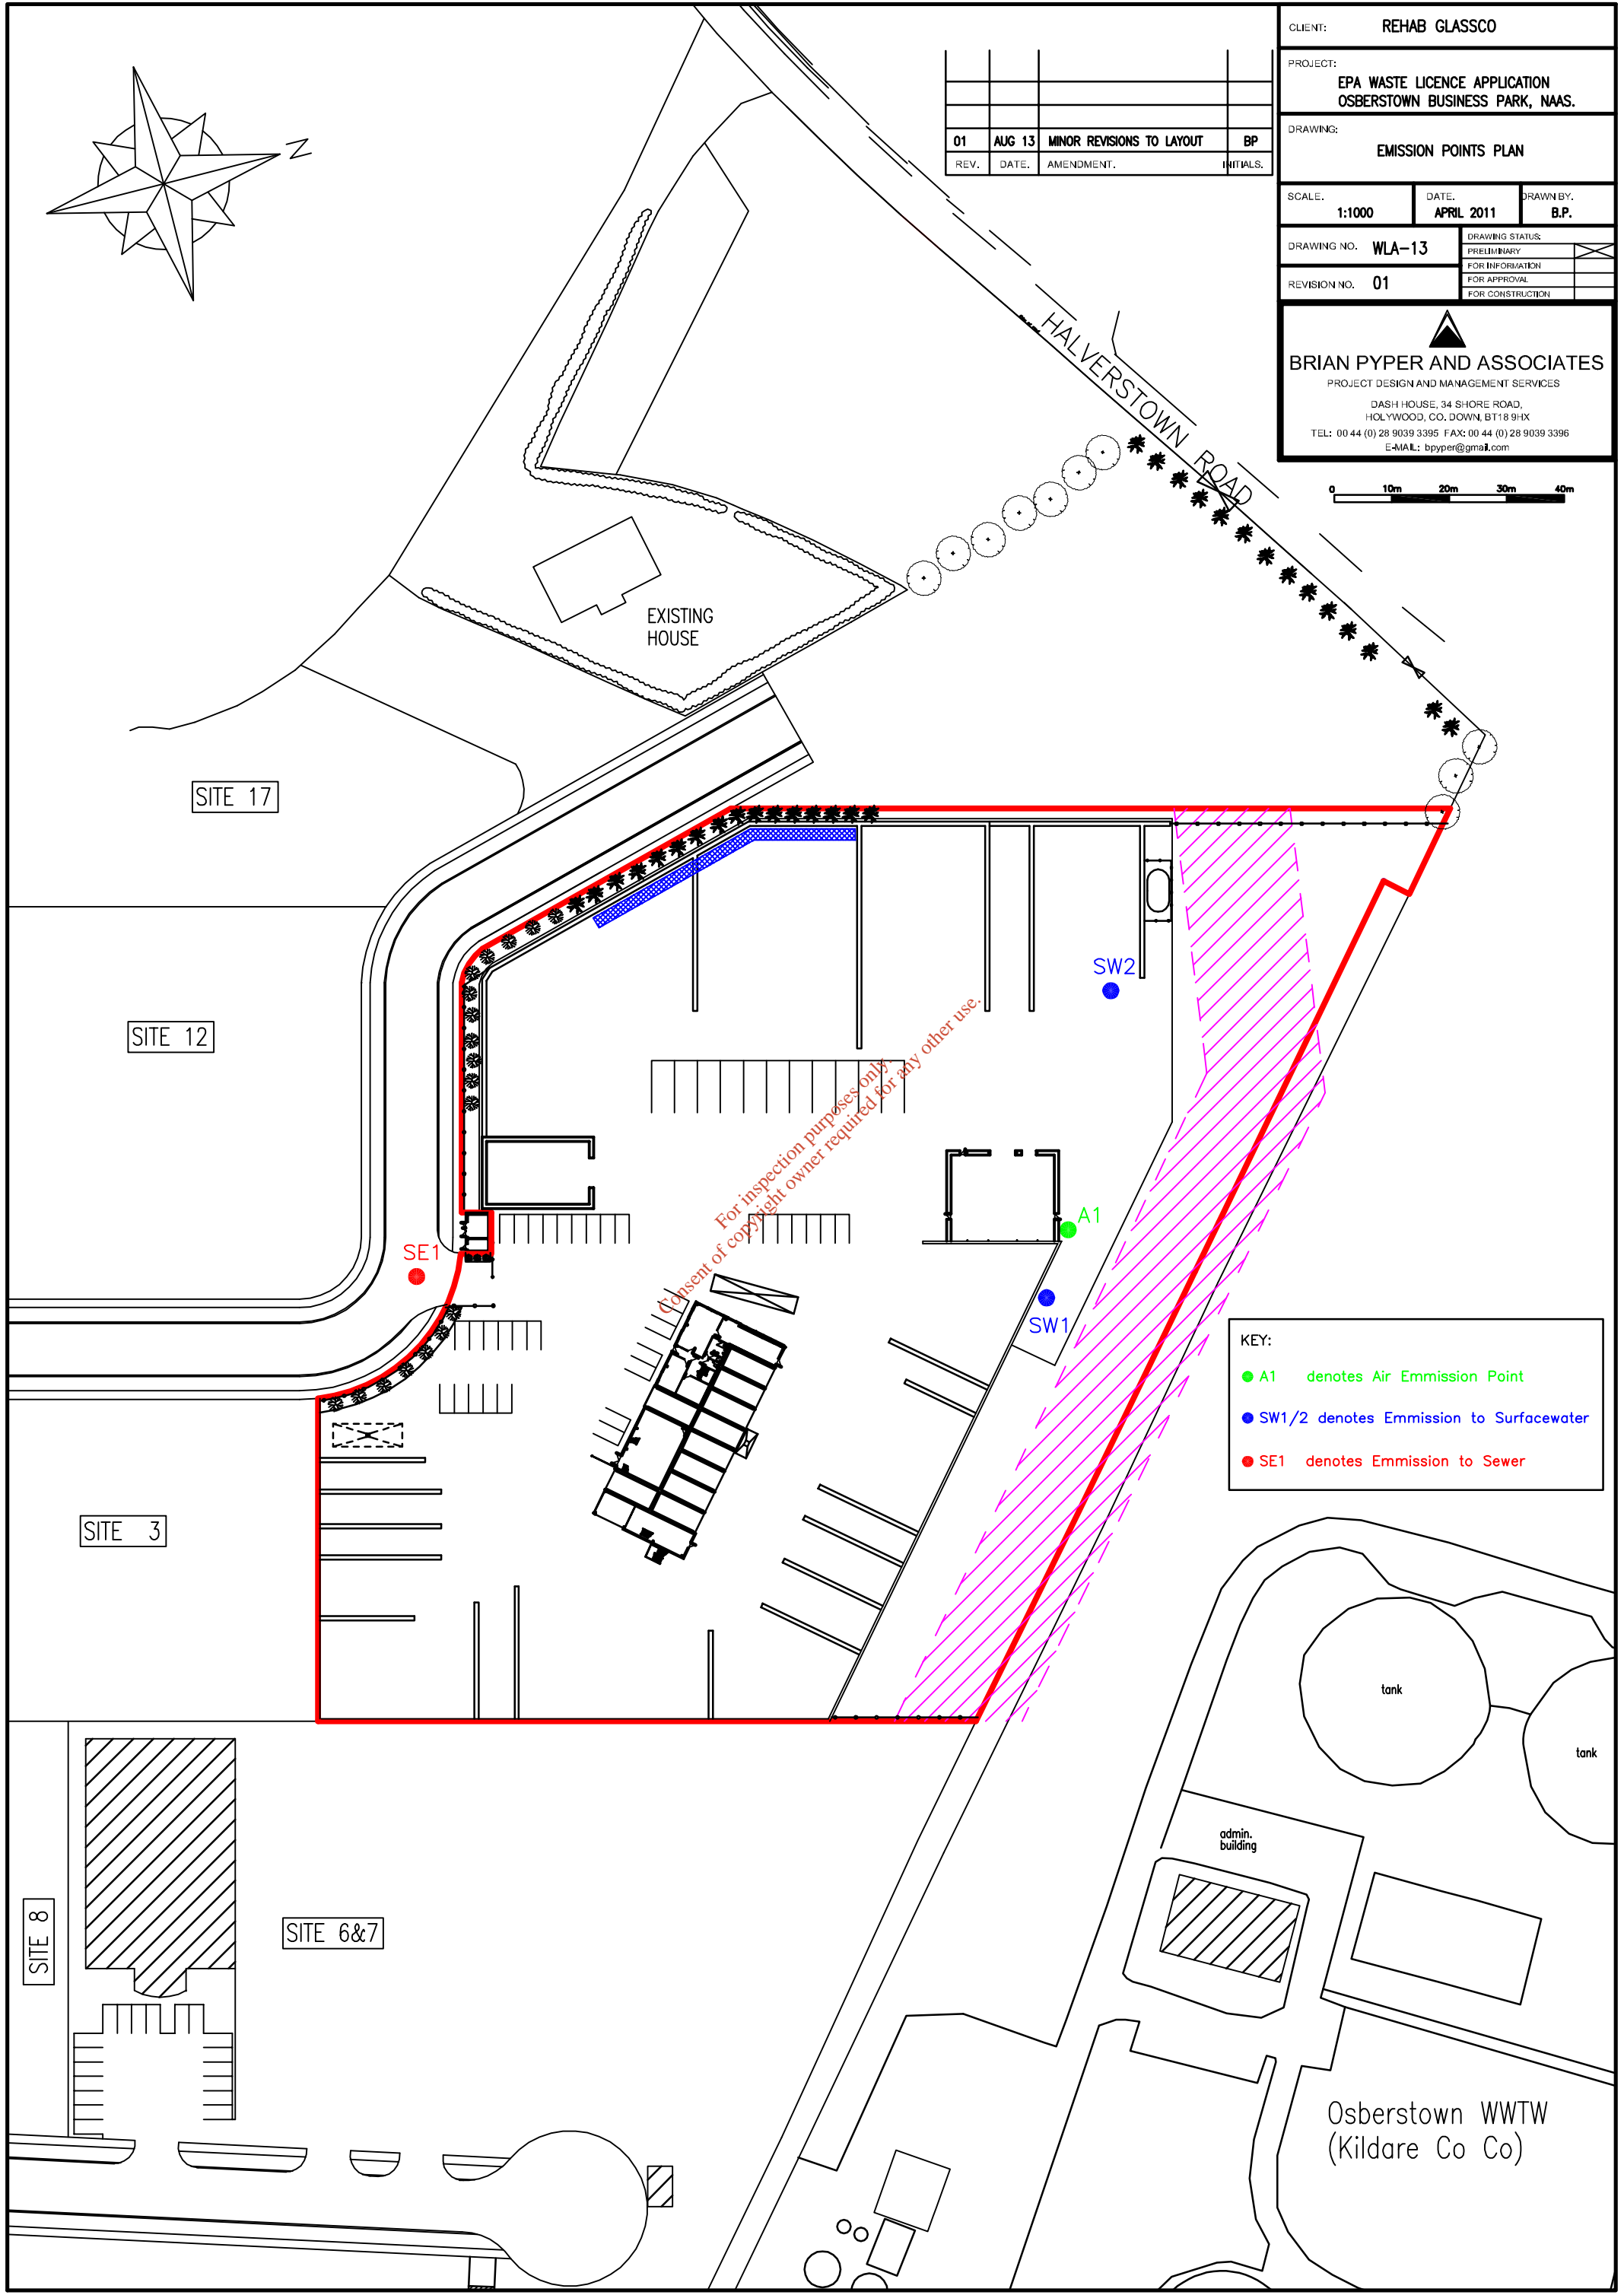 CLIENT: REHAB GLASSCO
PROJECT:
EPA WASTE LICENCE APPLICATION
OSBERSTOWN BUSINESS PARK, NAAS.
DRAWING:
EMISSION POINTS PLAN
SCALE. DATE. DRAWN BY.
1:1000 APRIL 2011 B.P.
DRAWING NO. WLA-13
REVISION NO. 01
DRAWING STATUS:
PRELIMINARY
FOR INFORMATION
FOR APPROVAL
FOR CONSTRUCTION
BRIAN PYPER AND ASSOCIATES
PROJECT DESIGN AND MANAGEMENT SERVICES
DASH HOUSE, 34 SHORE ROAD,
HOLYWOOD, CO. DOWN, BT18 9HX
TEL: 00 44 (0) 28 9039 3395 FAX: 00 44 (0) 28 9039 3396
E-MAIL: bpyper@gmail.com
01 AUG 13 MINOR REVISIONS TO LAYOUT BP
REV. DATE. AMENDMENT. INITIALS.
0 10m 20m 30m 40m
N
HALVERSTOWN ROAD
EXISTING
HOUSE
SITE 17
SITE 12
SW2
For inspection purposes only.
Consent of copyright owner required for any other use.
A1
SE1
SW1
KEY:
A1 denotes Air Emmission Point
SW1/2 denotes Emmission to Surfacewater
SE1 denotes Emmission to Sewer
SITE 3
tank
tank
admin.
building
SITE 8
SITE 6&7
Osberstown WWTW
(Kildare Co Co)